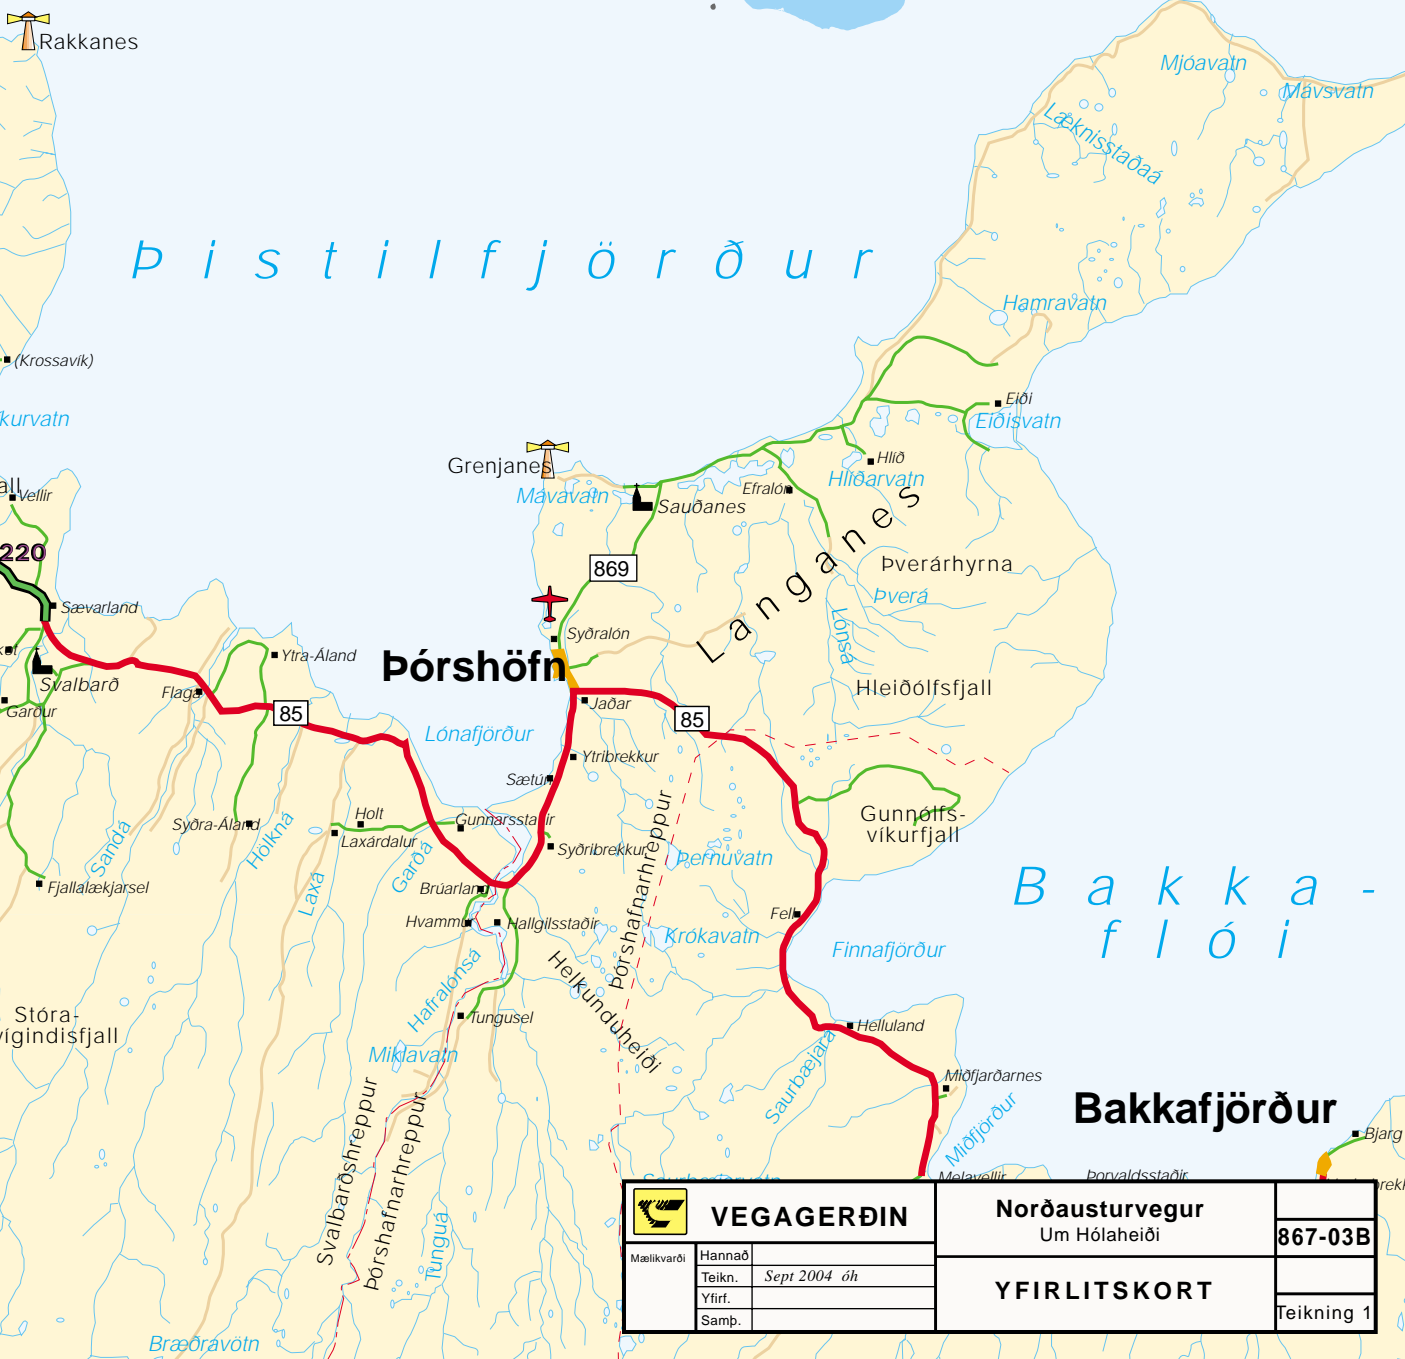 Rakkanes
Mjóavatn
Mávsvatn
Læknisstaðaá
Þistilfjörður
Hamravatn
(Krossavík)
kurvatn
Eiði
Eiðisvatn
Grenjanes
Hlíð
Hlíðarvatn
all
Vellir
Mávavatn
Sauðanes
Efralón
Langanes
220
869
Þverárhyrna
Þverá
Sævarland
Lónsá
Syðralón
Ytra-Áland
Þórshöfn
Svalbarð
Flaga
Hleiðólfsfjall
Garður
85
Jaðar
85
Lónafjörður
Ytribrekkur
Sætún
Holt
Gunnarsstaðir
Gunnólfs-
víkurfjall
Syðra-Áland
Hólkná
Laxárdalur
Sandá
Garðá
Syðribrekkur
Þernuvatn
Þórshafnarhreppur
Fjallalækjarsel
Laxá
Brúarland
Bakka-
flói
Hvammur
Hallgilsstaðir
Fell
Krókavatn
Finnafjörður
Hafralónsá
Helkunduheiði
Stóra-
vígindisfjall
Tungusel
Helluland
Miklavatn
Saurbæjará
Miðfjarðarnes
Svalbarðshreppur
Þórshafnarhreppur
Bakkafjörður
Miðfjörður
Bjarg
Melavellir
Þorvaldsstaðir
Tunguá
Bræðravötn
VEGAGERÐIN
Norðausturvegur
Um Hólaheiði
867-03B
Mælikvarði
Hannað
Teikn. Sept 2004 óh
Yfirf.
Samþ.
YFIRLITSKORT
Teikning 1